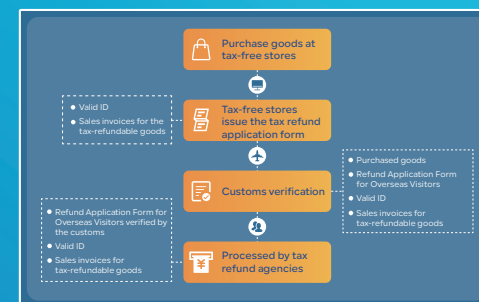 Purchase goods at
tax-free stores
• Valid ID
• Sales invoices for the
tax-refundable goods
Tax-free stores
issue the tax refund
application form
Customs verification
• Purchased goods
• Refund Application Form
for Overseas Visitors
• Valid ID
• Sales invoices for
tax-refundable goods
• Refund Application Form for
Overseas Visitors verified by
the customs
• Valid ID
• Sales invoices for
tax-refundable goods
¥
Processed by tax
refund agencies